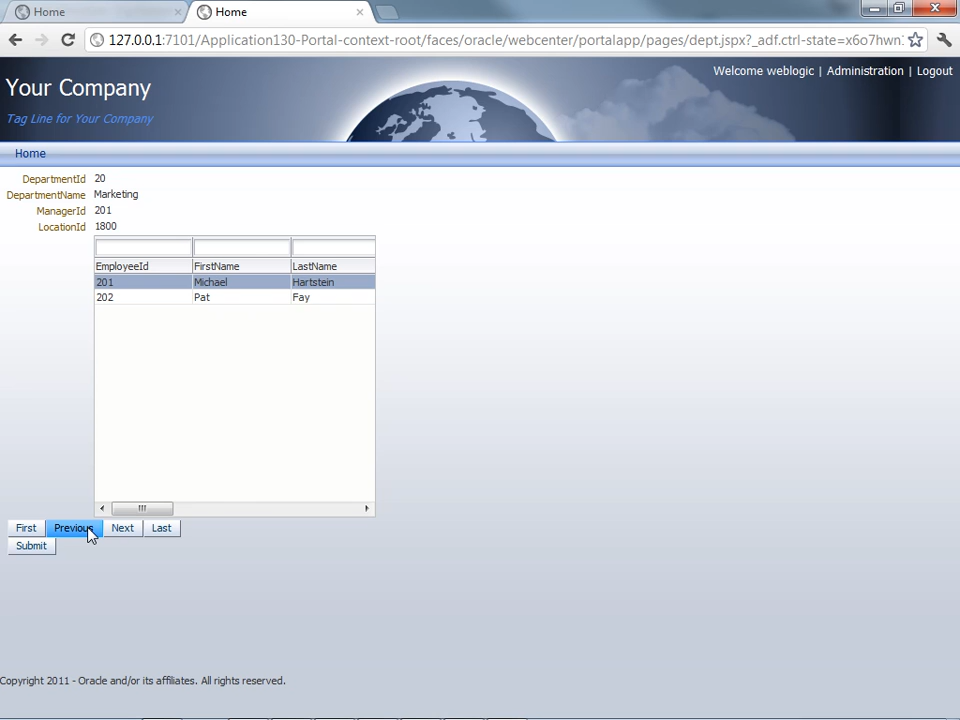 Home
Home
127.0.0.1:7101/Application130-Portal-context-root/faces/oracle/webcenter/portalapp/pages/dept.jspx?_adf.ctrl-state=x6o7hwn
Welcome weblogic | Administration | Logout
Your Company
Tag Line for Your Company
Home
DepartmentId 20
DepartmentName Marketing
ManagerId 201
LocationId 1800
EmployeeId FirstName LastName
201 Michael Hartstein
202 Pat Fay
First Previous Next Last
Submit
Copyright 2011 - Oracle and/or its affiliates. All rights reserved.